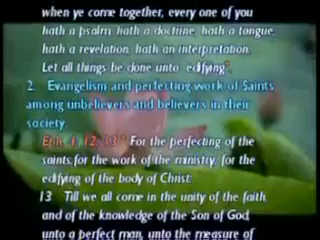 when ye come together, every one of you
hath a psalm, hath a doctrine, hath a tongue,
hath a revelation, hath an interpretation.
Let all things be done unto edifying".
2. Evangelism and perfecting work of Saints
among unbelievers and believers in their
society.
Eph. 4: 12, 13 " For the perfecting of the
saints, for the work of the ministry, for the
edifying of the body of Christ:
13 Till we all come in the unity of the faith,
and of the knowledge of the Son of God,
unto a perfect man, unto the measure of